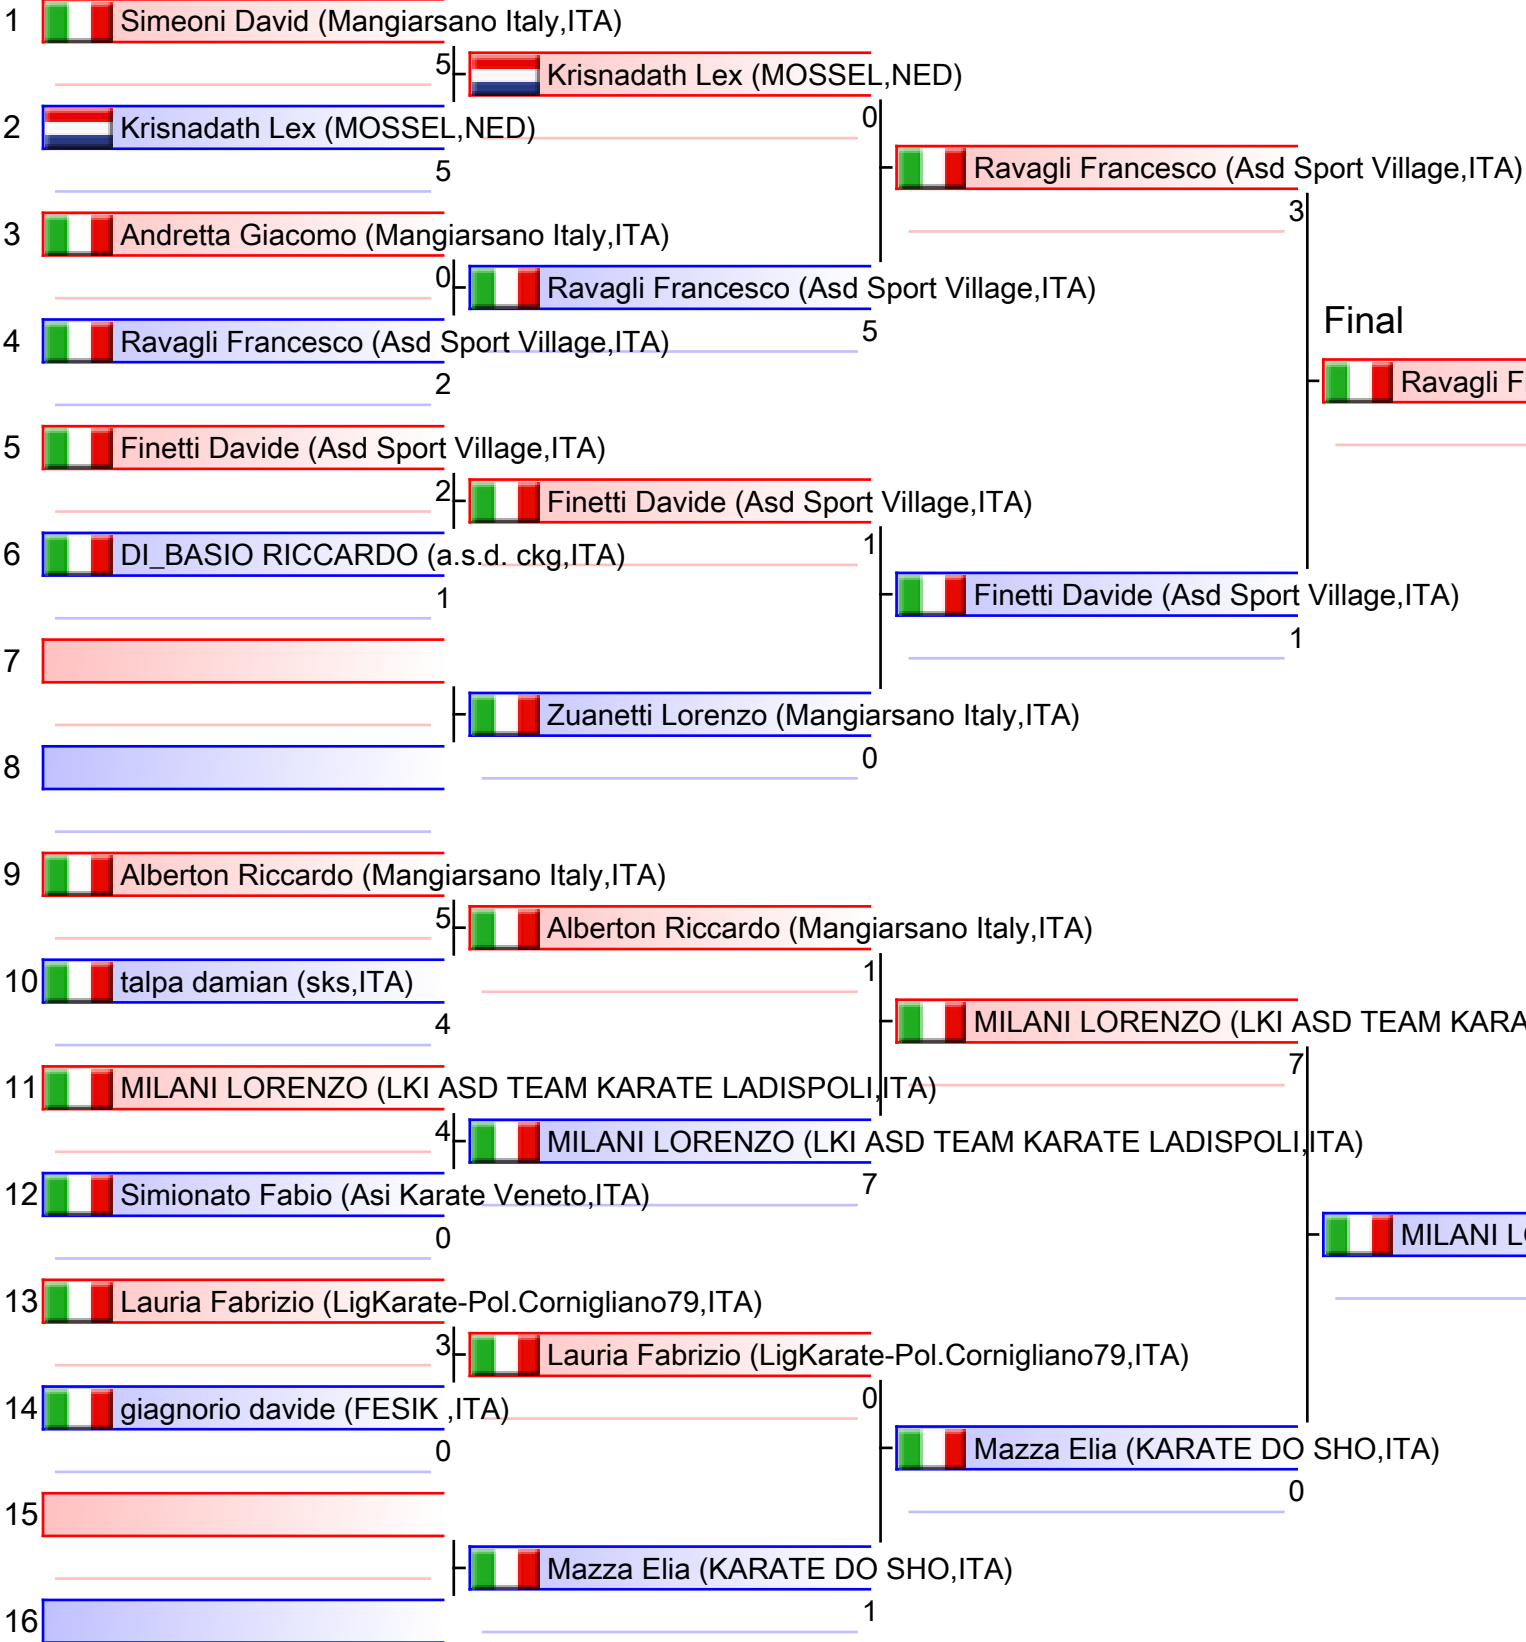 1 Simeoni David (Mangiarsano Italy,ITA)
5
Krisnadath Lex (MOSSEL,NED)
0
2 Krisnadath Lex (MOSSEL,NED)
5
Ravagli Francesco (Asd Sport Village,ITA)
3
3 Andretta Giacomo (Mangiarsano Italy,ITA)
0
Ravagli Francesco (Asd Sport Village,ITA)
5
4 Ravagli Francesco (Asd Sport Village,ITA)
2
Final
Ravagli F
5 Finetti Davide (Asd Sport Village,ITA)
2
Finetti Davide (Asd Sport Village,ITA)
1
6 DI_BASIO RICCARDO (a.s.d. ckg,ITA)
1
Finetti Davide (Asd Sport Village,ITA)
1
7
Zuanetti Lorenzo (Mangiarsano Italy,ITA)
0
8
9 Alberton Riccardo (Mangiarsano Italy,ITA)
5
Alberton Riccardo (Mangiarsano Italy,ITA)
1
10 talpa damian (sks,ITA)
4
MILANI LORENZO (LKI ASD TEAM KARA
7
11 MILANI LORENZO (LKI ASD TEAM KARATE LADISPOLI,ITA)
4
MILANI LORENZO (LKI ASD TEAM KARATE LADISPOLI,ITA)
7
12 Simionato Fabio (Asi Karate Veneto,ITA)
0
MILANI LO
13 Lauria Fabrizio (LigKarate-Pol.Cornigliano79,ITA)
3
Lauria Fabrizio (LigKarate-Pol.Cornigliano79,ITA)
0
14 giagnorio davide (FESIK ,ITA)
0
Mazza Elia (KARATE DO SHO,ITA)
0
15
Mazza Elia (KARATE DO SHO,ITA)
1
16